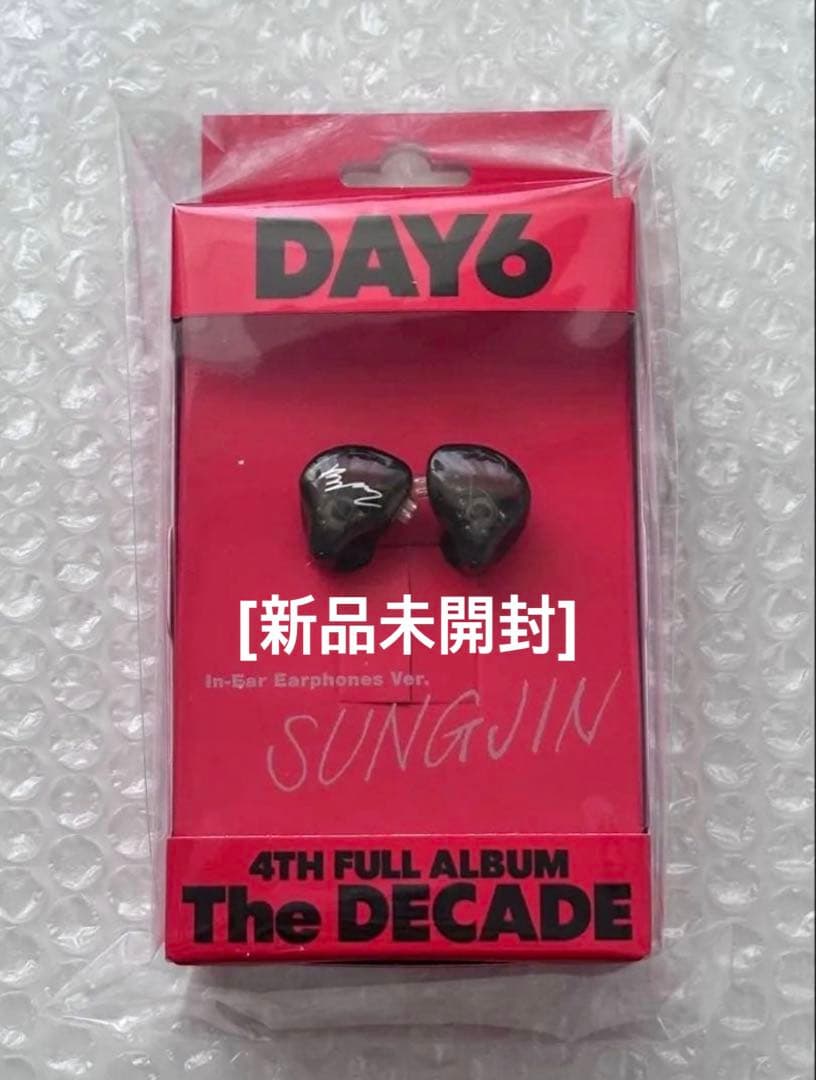 DAY6
[新品未開封]
In-Ear Earphones Ver.
SUNGJIN
4TH FULL ALBUM
The DECADE